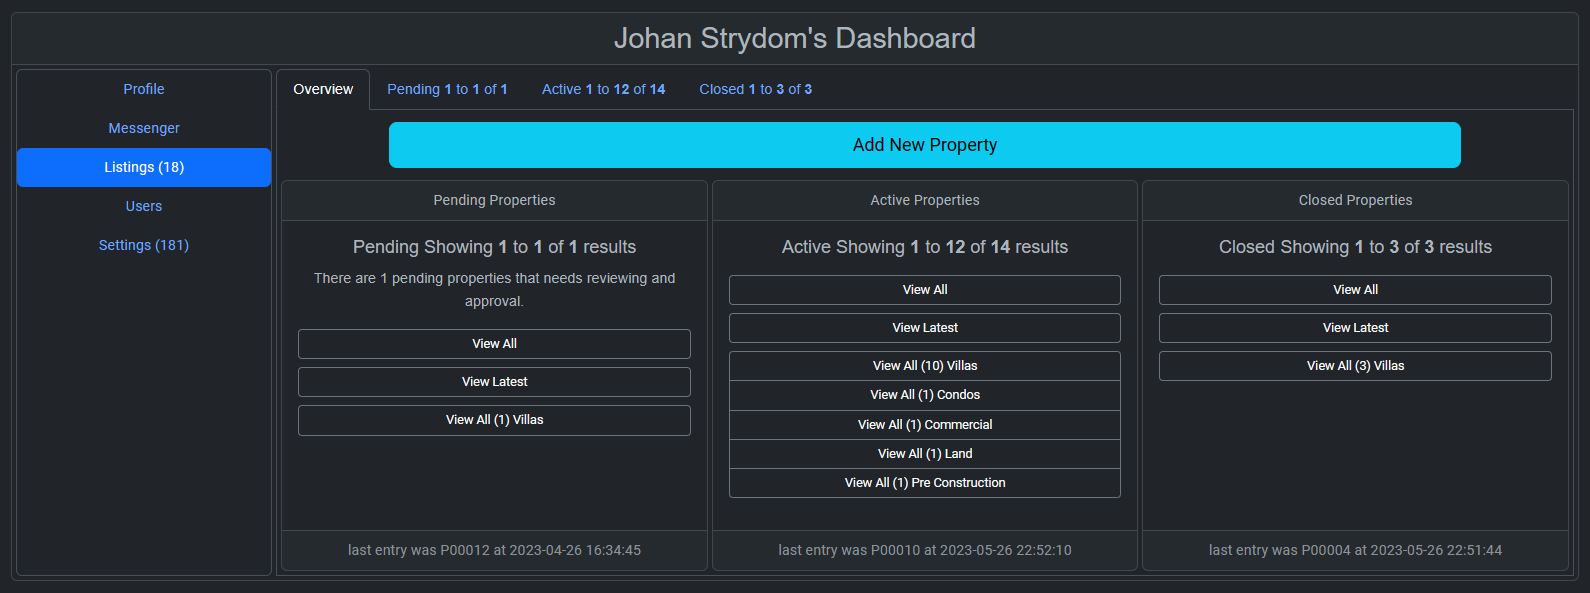 Johan Strydom's Dashboard
Profile
Messenger
Listings (18)
Users
Settings (181)
Overview
Pending 1 to 1 of 1
Active 1 to 12 of 14
Closed 1 to 3 of 3
Add New Property
Pending Properties
Pending Showing 1 to 1 of 1 results
There are 1 pending properties that needs reviewing and
approval.
View All
View Latest
View All (1) Villas
last entry was P00012 at 2023-04-26 16:34:45
Active Properties
Active Showing 1 to 12 of 14 results
View All
View Latest
View All (10) Villas
View All (1) Condos
View All (1) Commercial
View All (1) Land
View All (1) Pre Construction
last entry was P00010 at 2023-05-26 22:52:10
Closed Properties
Closed Showing 1 to 3 of 3 results
View All
View Latest
View All (3) Villas
last entry was P00004 at 2023-05-26 22:51:44